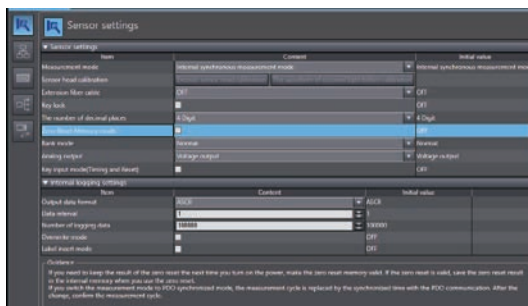 Sensor settings
▼ Sensor settings
Item Content Initial value
Measurement mode Internal synchronous measurement mode Internal synchronous measurement mod
Sensor head calibration
Extension fiber cable OFF OFF
Key lock OFF
The number of decimal places 4 Digit 4 Digit
Zero Reset Memory mode OFF
Bank mode Normal Normal
Analog output Voltage output Voltage output
Key input mode(Timing and Reset) OFF
▼ Internal logging settings
Item Content Initial value
Output data format ASCII ASCII
Data interval 1 1
Number of logging data 100000 100000
Overwrite mode OFF
Label insert mode OFF
Guidance
If you need to keep the result of the zero reset the next time you turn on the power, make the zero reset memory valid. If the zero reset is valid, save the zero reset result
in the internal memory when you use the zero reset.
If you switch the measurement mode to PDO synchronized mode, the measurement cycle is replaced by the synchronized time with the PDO communication. After the
change, confirm the measurement cycle.